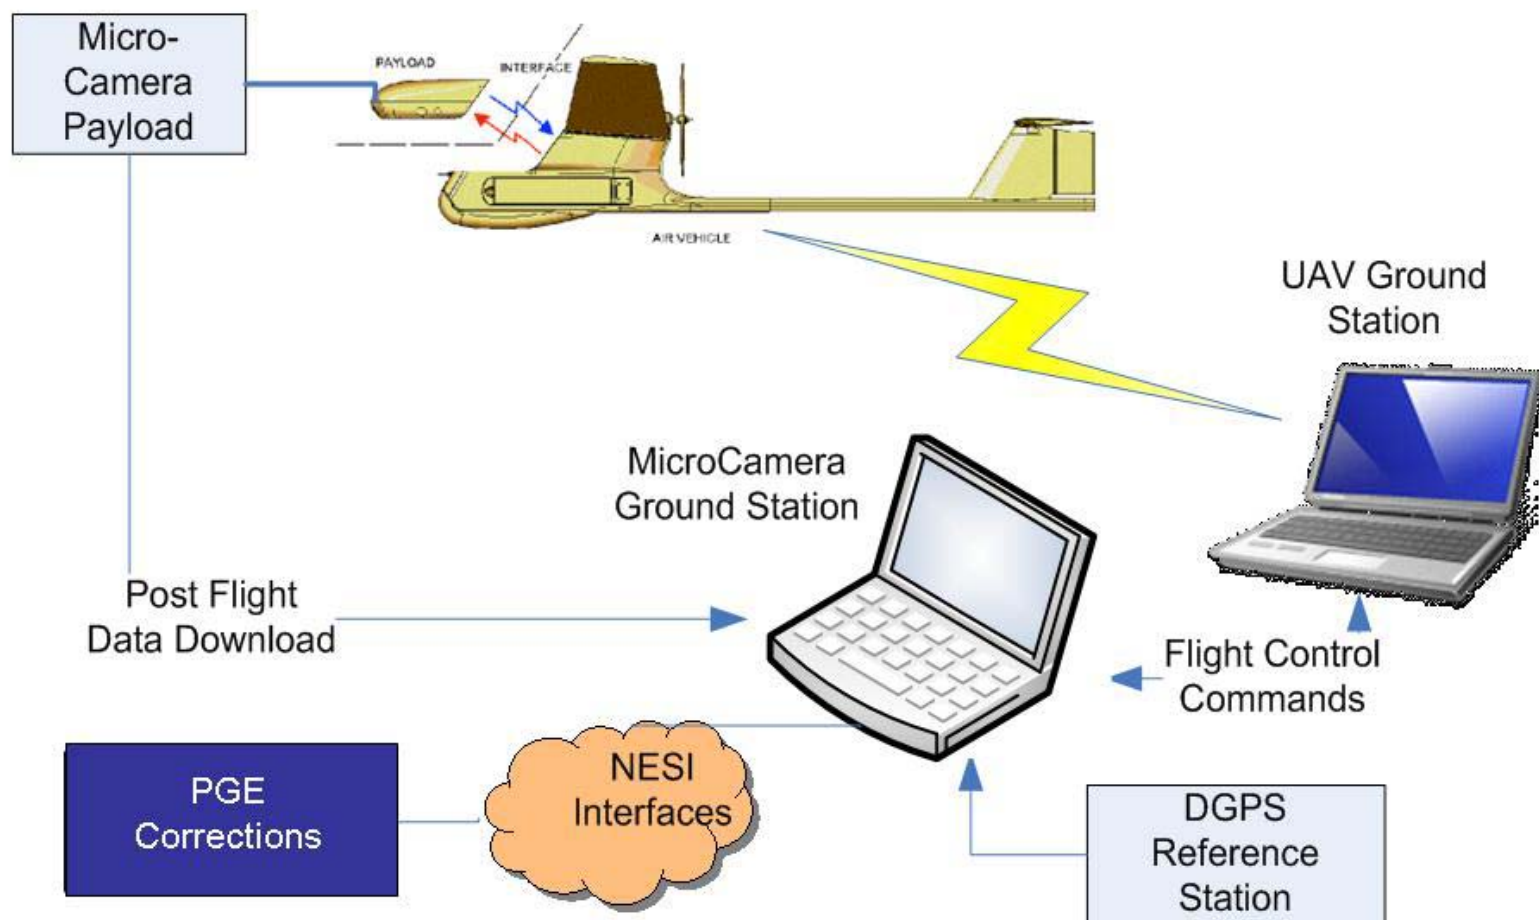 Micro-
Camera
Payload
PAYLOAD
INTERFACE
AIR VEHICLE
UAV Ground
Station
MicroCamera
Ground Station
Post Flight
Data Download
Flight Control
Commands
PGE
Corrections
NESI
Interfaces
DGPS
Reference
Station